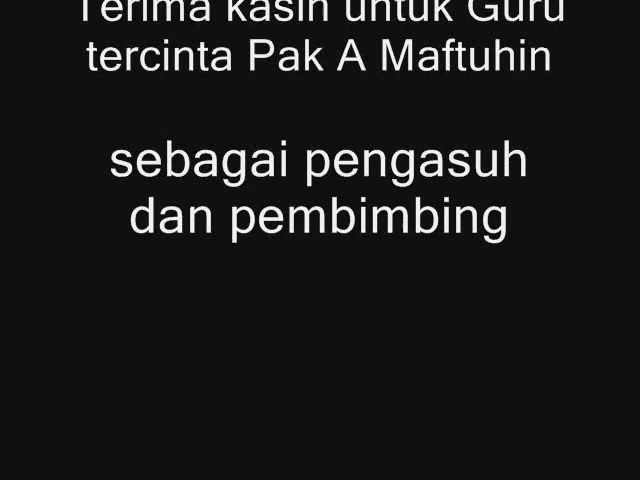 Terima kasih untuk Guru
tercinta Pak A Maftuhin
sebagai pengasuh
dan pembimbing